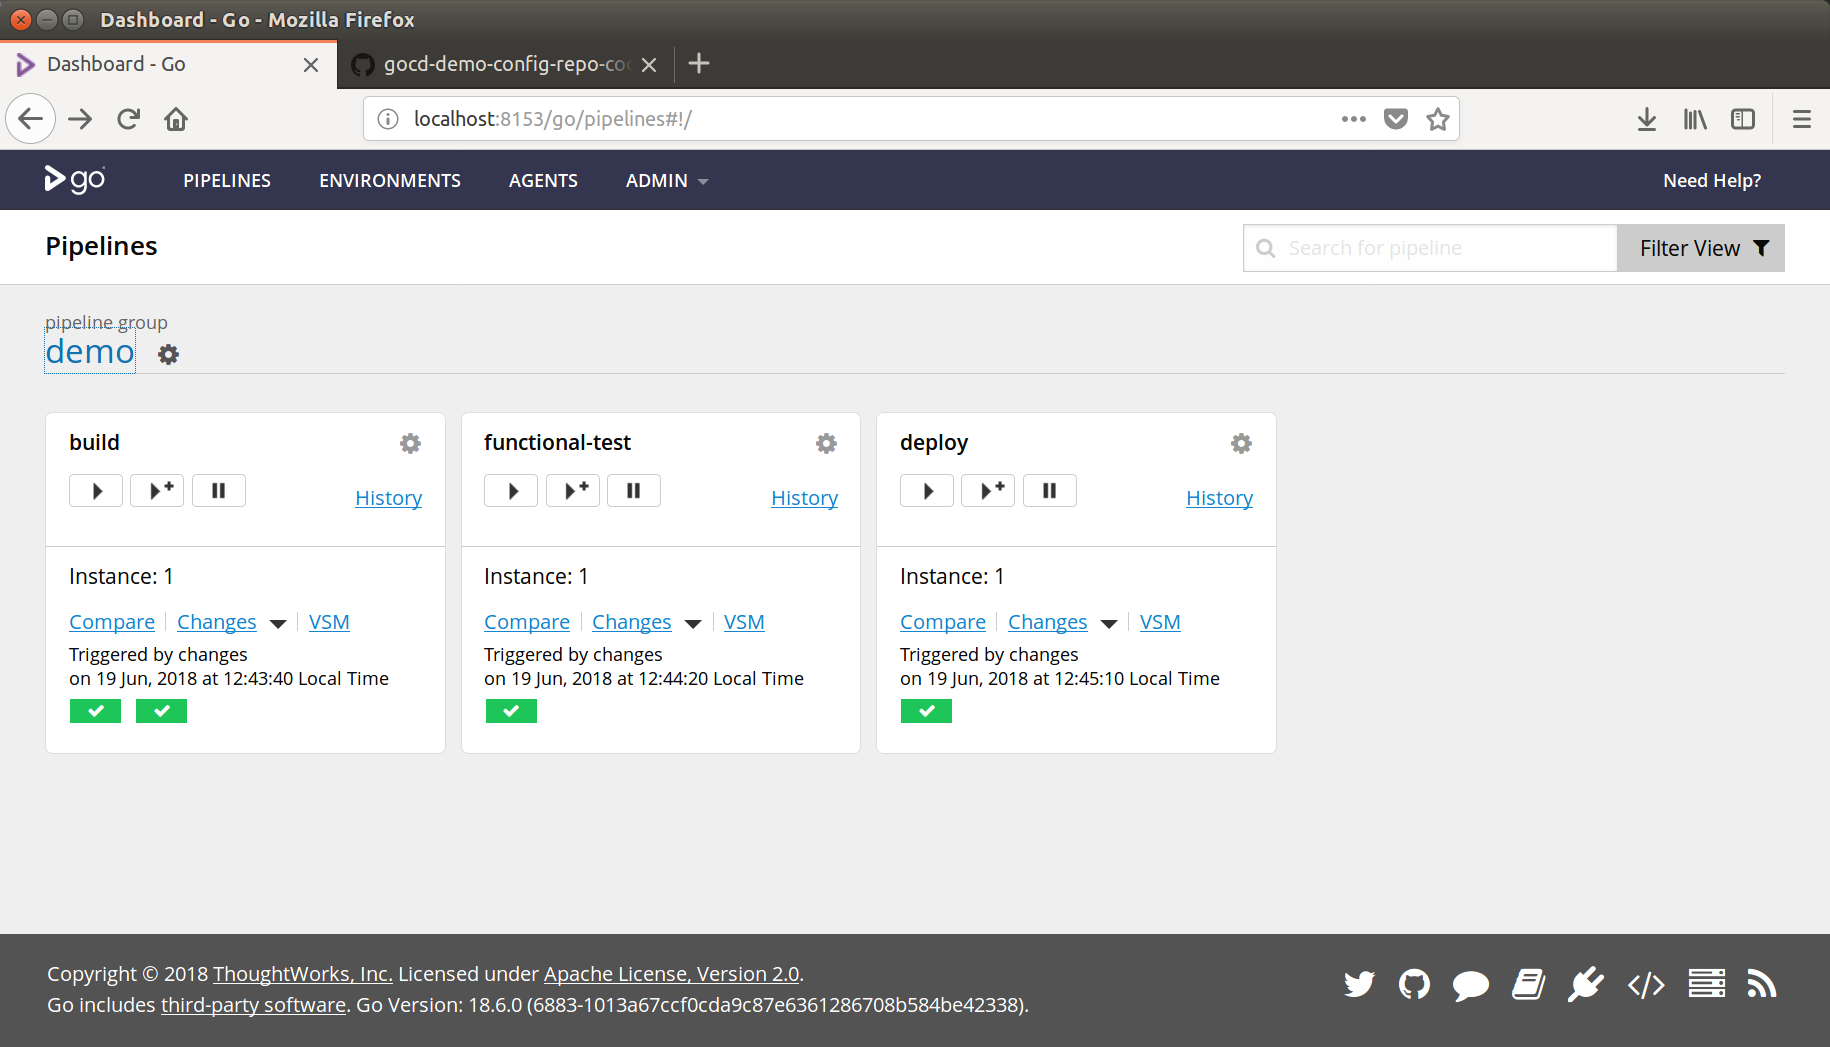 Dashboard - Go - Mozilla Firefox
Dashboard - Go
gocd-demo-config-repo-co
localhost:8153/go/pipelines#!/
go
PIPELINES
ENVIRONMENTS
AGENTS
ADMIN
Need Help?
Pipelines
Search for pipeline
Filter View
pipeline group
demo
build
History
Instance: 1
Compare
Changes
VSM
Triggered by changes
on 19 Jun, 2018 at 12:43:40 Local Time
functional-test
History
Instance: 1
Compare
Changes
VSM
Triggered by changes
on 19 Jun, 2018 at 12:44:20 Local Time
deploy
History
Instance: 1
Compare
Changes
VSM
Triggered by changes
on 19 Jun, 2018 at 12:45:10 Local Time
Copyright © 2018 ThoughtWorks, Inc. Licensed under Apache License, Version 2.0.
Go includes third-party software. Go Version: 18.6.0 (6883-1013a67ccf0cda9c87e6361286708b584be42338).